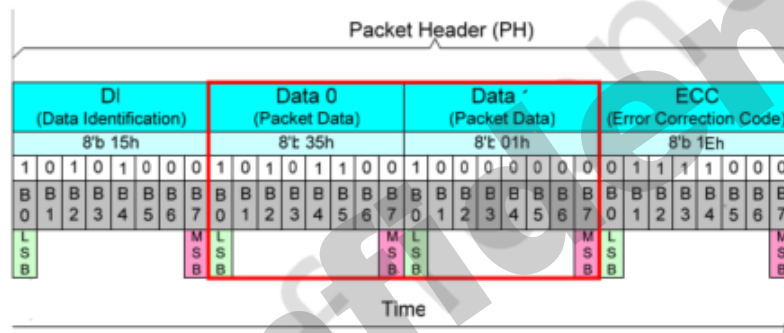 Packet Header (PH)
DI Data 0 Data ECC
(Data Identification) (Packet Data) (Packet Data) (Error Correction Code)
8'b 15h 8'b 35h 8'b 01h 8'b 1Eh
1 0 1 0 1 0 0 0 1 0 1 0 1 1 0 0 1 0 0 0 0 0 0 0 0 1 1 1 1 0 0 0
B B B B B B B B B B B B B B B B B B B B B B B B B B B B B B B B
0 1 2 3 4 5 6 7 0 1 2 3 4 5 6 7 0 1 2 3 4 5 6 7 0 1 2 3 4 5 6 7
L M L M L M L M
S S S S S S S S
B B B B B B B B
Time